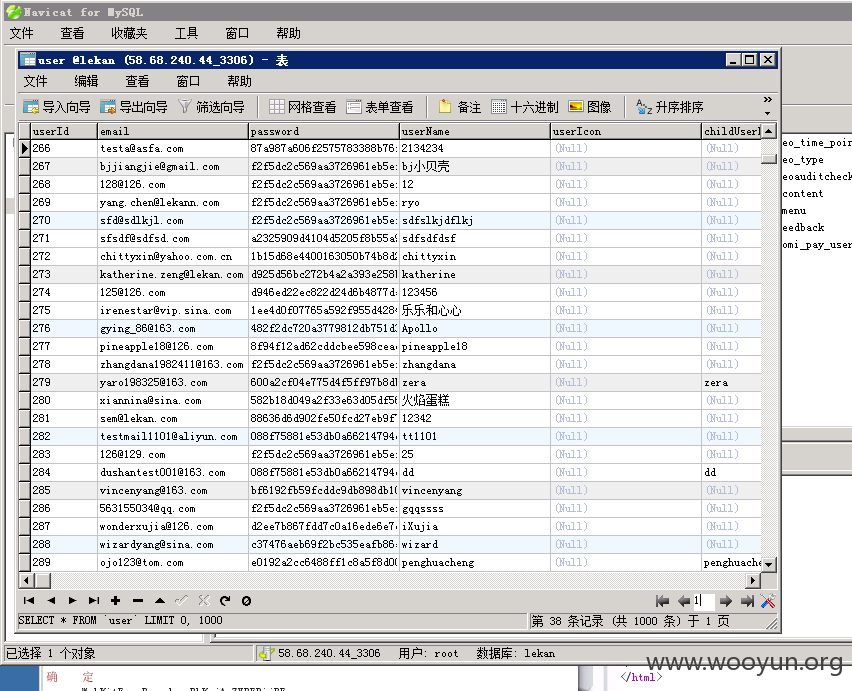 Navicat for MySQL
文件 查看 收藏夹 工具 窗口 帮助
user @lekan (58.68.240.44_3306) - 表
文件 编辑 查看 窗口 帮助
导入向导 导出向导 筛选向导 网格查看 表单查看 备注 十六进制 图像 升序排序
userId email password userName userIcon childUserl
266 testa@asfa.com 87a987a606f2575783388b76: 2134234 (Null) (Null)
267 bjjiangjie@gmail.com f2f5dc2c569aa3726961eb5e: bj小贝壳 (Null) (Null)
268 128@126.com f2f5dc2c569aa3726961eb5e: 12 (Null) (Null)
269 yang.chen@lekann.com f2f5dc2c569aa3726961eb5e: ryo (Null) (Null)
270 sfd@sdlkjl.com f2f5dc2c569aa3726961eb5e: sdfslkjdflkj (Null) (Null)
271 sfsdf@sdfsd.com a2325909d4104d5205f8b55a9 sdfsdfdsf (Null) (Null)
272 chittyxin@yahoo.com.cn 1b15d68e4400163050b74b8d2 chittyxin (Null) (Null)
273 katherine.zeng@lekan.com d925d56bc272b4a2a393e258 katherine (Null) (Null)
274 125@126.com d946ed22ec822d24d6b4877d 123456 (Null) (Null)
275 irenestar@vip.sina.com 1ee4d0f07765a592f955d428 乐乐和心心 (Null) (Null)
276 gying_86@163.com 482f2dc720a3779812db751d Apollo (Null) (Null)
277 pineapple18@126.com 8f94f12ad62cddcbee598cea pineapple18 (Null) (Null)
278 zhangdana198241​1@163.com f2f5dc2c569aa3726961eb5e: zhangdana (Null) (Null)
279 yaro198325@163.com 600a2cf04e775d4f5ff97b8d zera (Null) zera
280 xiannina@sina.com 582b18d049a2f33e63d05df5 火焰蛋糕 (Null) (Null)
281 sem@lekan.com 88636d6d902fe50fcd27eb9f 12342 (Null) (Null)
282 testmail1101@aliyun.com 088f75881e53db0a66214794 tt1101 (Null) (Null)
283 126@129.com f2f5dc2c569aa3726961eb5e: 25 (Null) (Null)
284 dushantest001@163.com 088f75881e53db0a66214794 dd (Null) dd
285 vincenyang@163.com bf6192fb59fcddc9db898db1 vincenyang (Null) (Null)
286 563155034@qq.com f2f5dc2c569aa3726961eb5e: gqqssss (Null) (Null)
287 wonderxujia@126.com d2ee7b867fdd7c0a16ede6e7 iXujia (Null) (Null)
288 wizardyang@sina.com c37476aeb69f2bc535eafb86 wizard (Null) (Null)
289 ojo123@tom.com e0192a2cc6488ff1c8a5f8d0 penghuacheng (Null) penghuache
eo_time_poin
eo_type
eoauditcheck
content
menu
eedback
omi_pay_user
1
SELECT * FROM `user` LIMIT 0, 1000 第 38 条记录 (共 1000 条) 于 1 页
已选择 1 个对象 58.68.240.44_3306 用户: root 数据库: lekan
确 定
</html>
www.wooyun.org